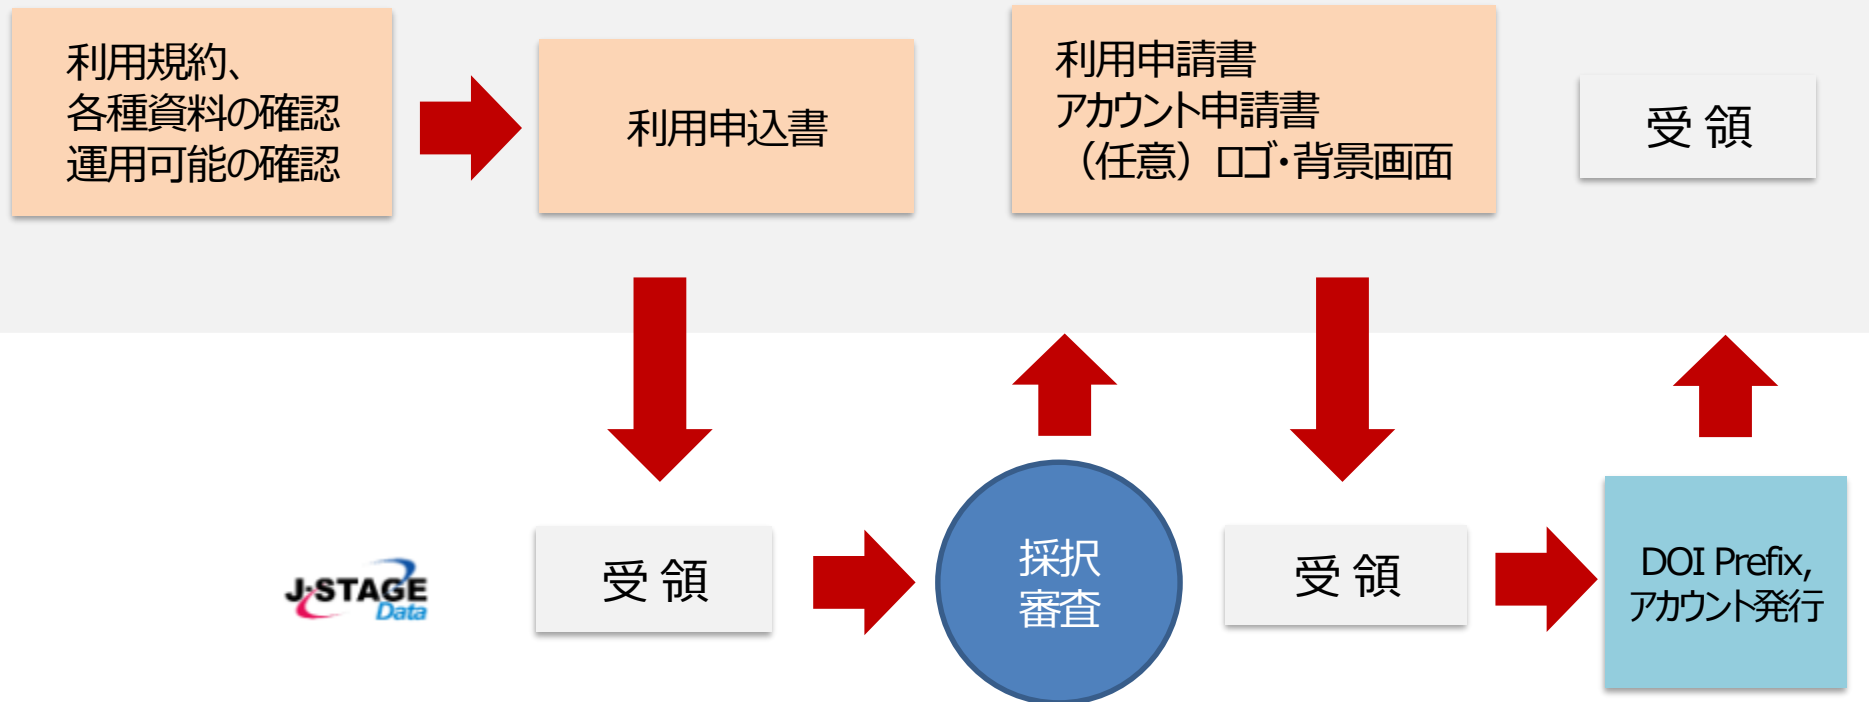 利用規約、
各種資料の確認
運用可能の確認
利用申込書
利用申請書
アカウント申請書
（任意）ロゴ・背景画面
受 領
J-STAGE
Data
受 領
採択
審査
受 領
DOI Prefix,
アカウント発行